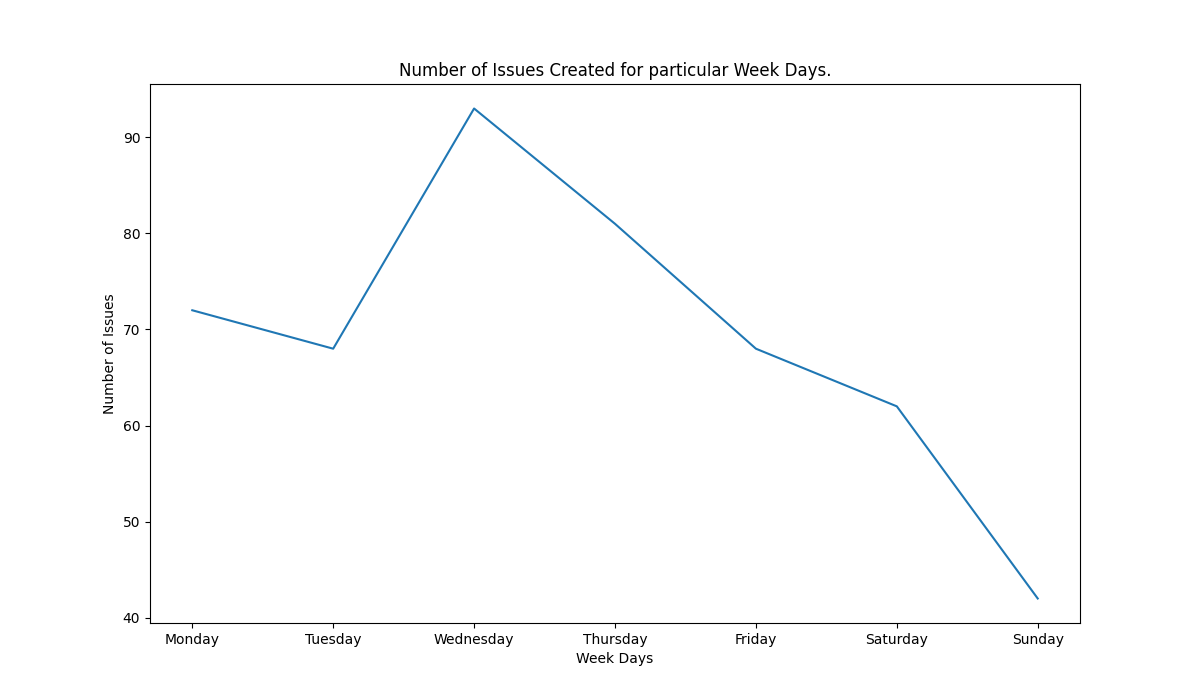 Number of Issues Created for particular Week Days.
Number of Issues
90
80
70
60
50
40
Monday Tuesday Wednesday Thursday Friday Saturday Sunday
Week Days